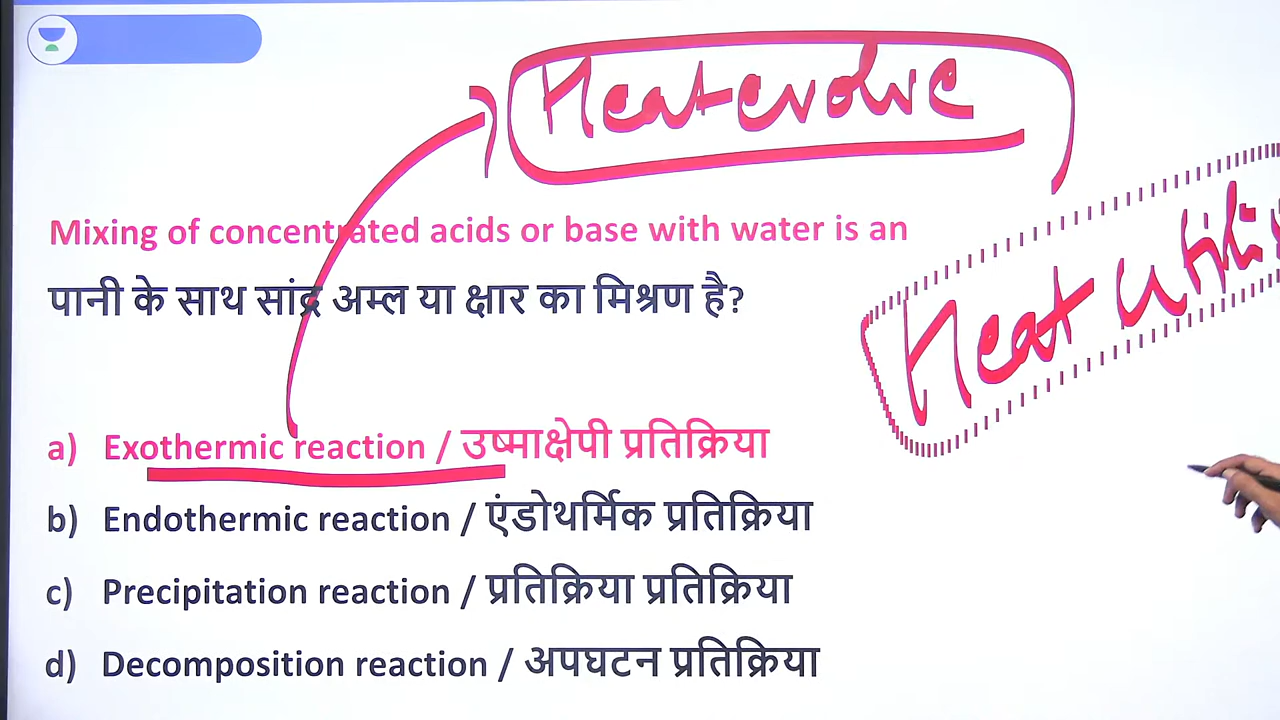 Heat evolve
Mixing of concentrated acids or base with water is an
पानी के साथ सांद्र अम्ल या क्षार का मिश्रण है?
Heat
a) Exothermic reaction / उष्माक्षेपी प्रतिक्रिया
b) Endothermic reaction / एंडोथर्मिक प्रतिक्रिया
c) Precipitation reaction / प्रतिक्रिया प्रतिक्रिया
d) Decomposition reaction / अपघटन प्रतिक्रिया